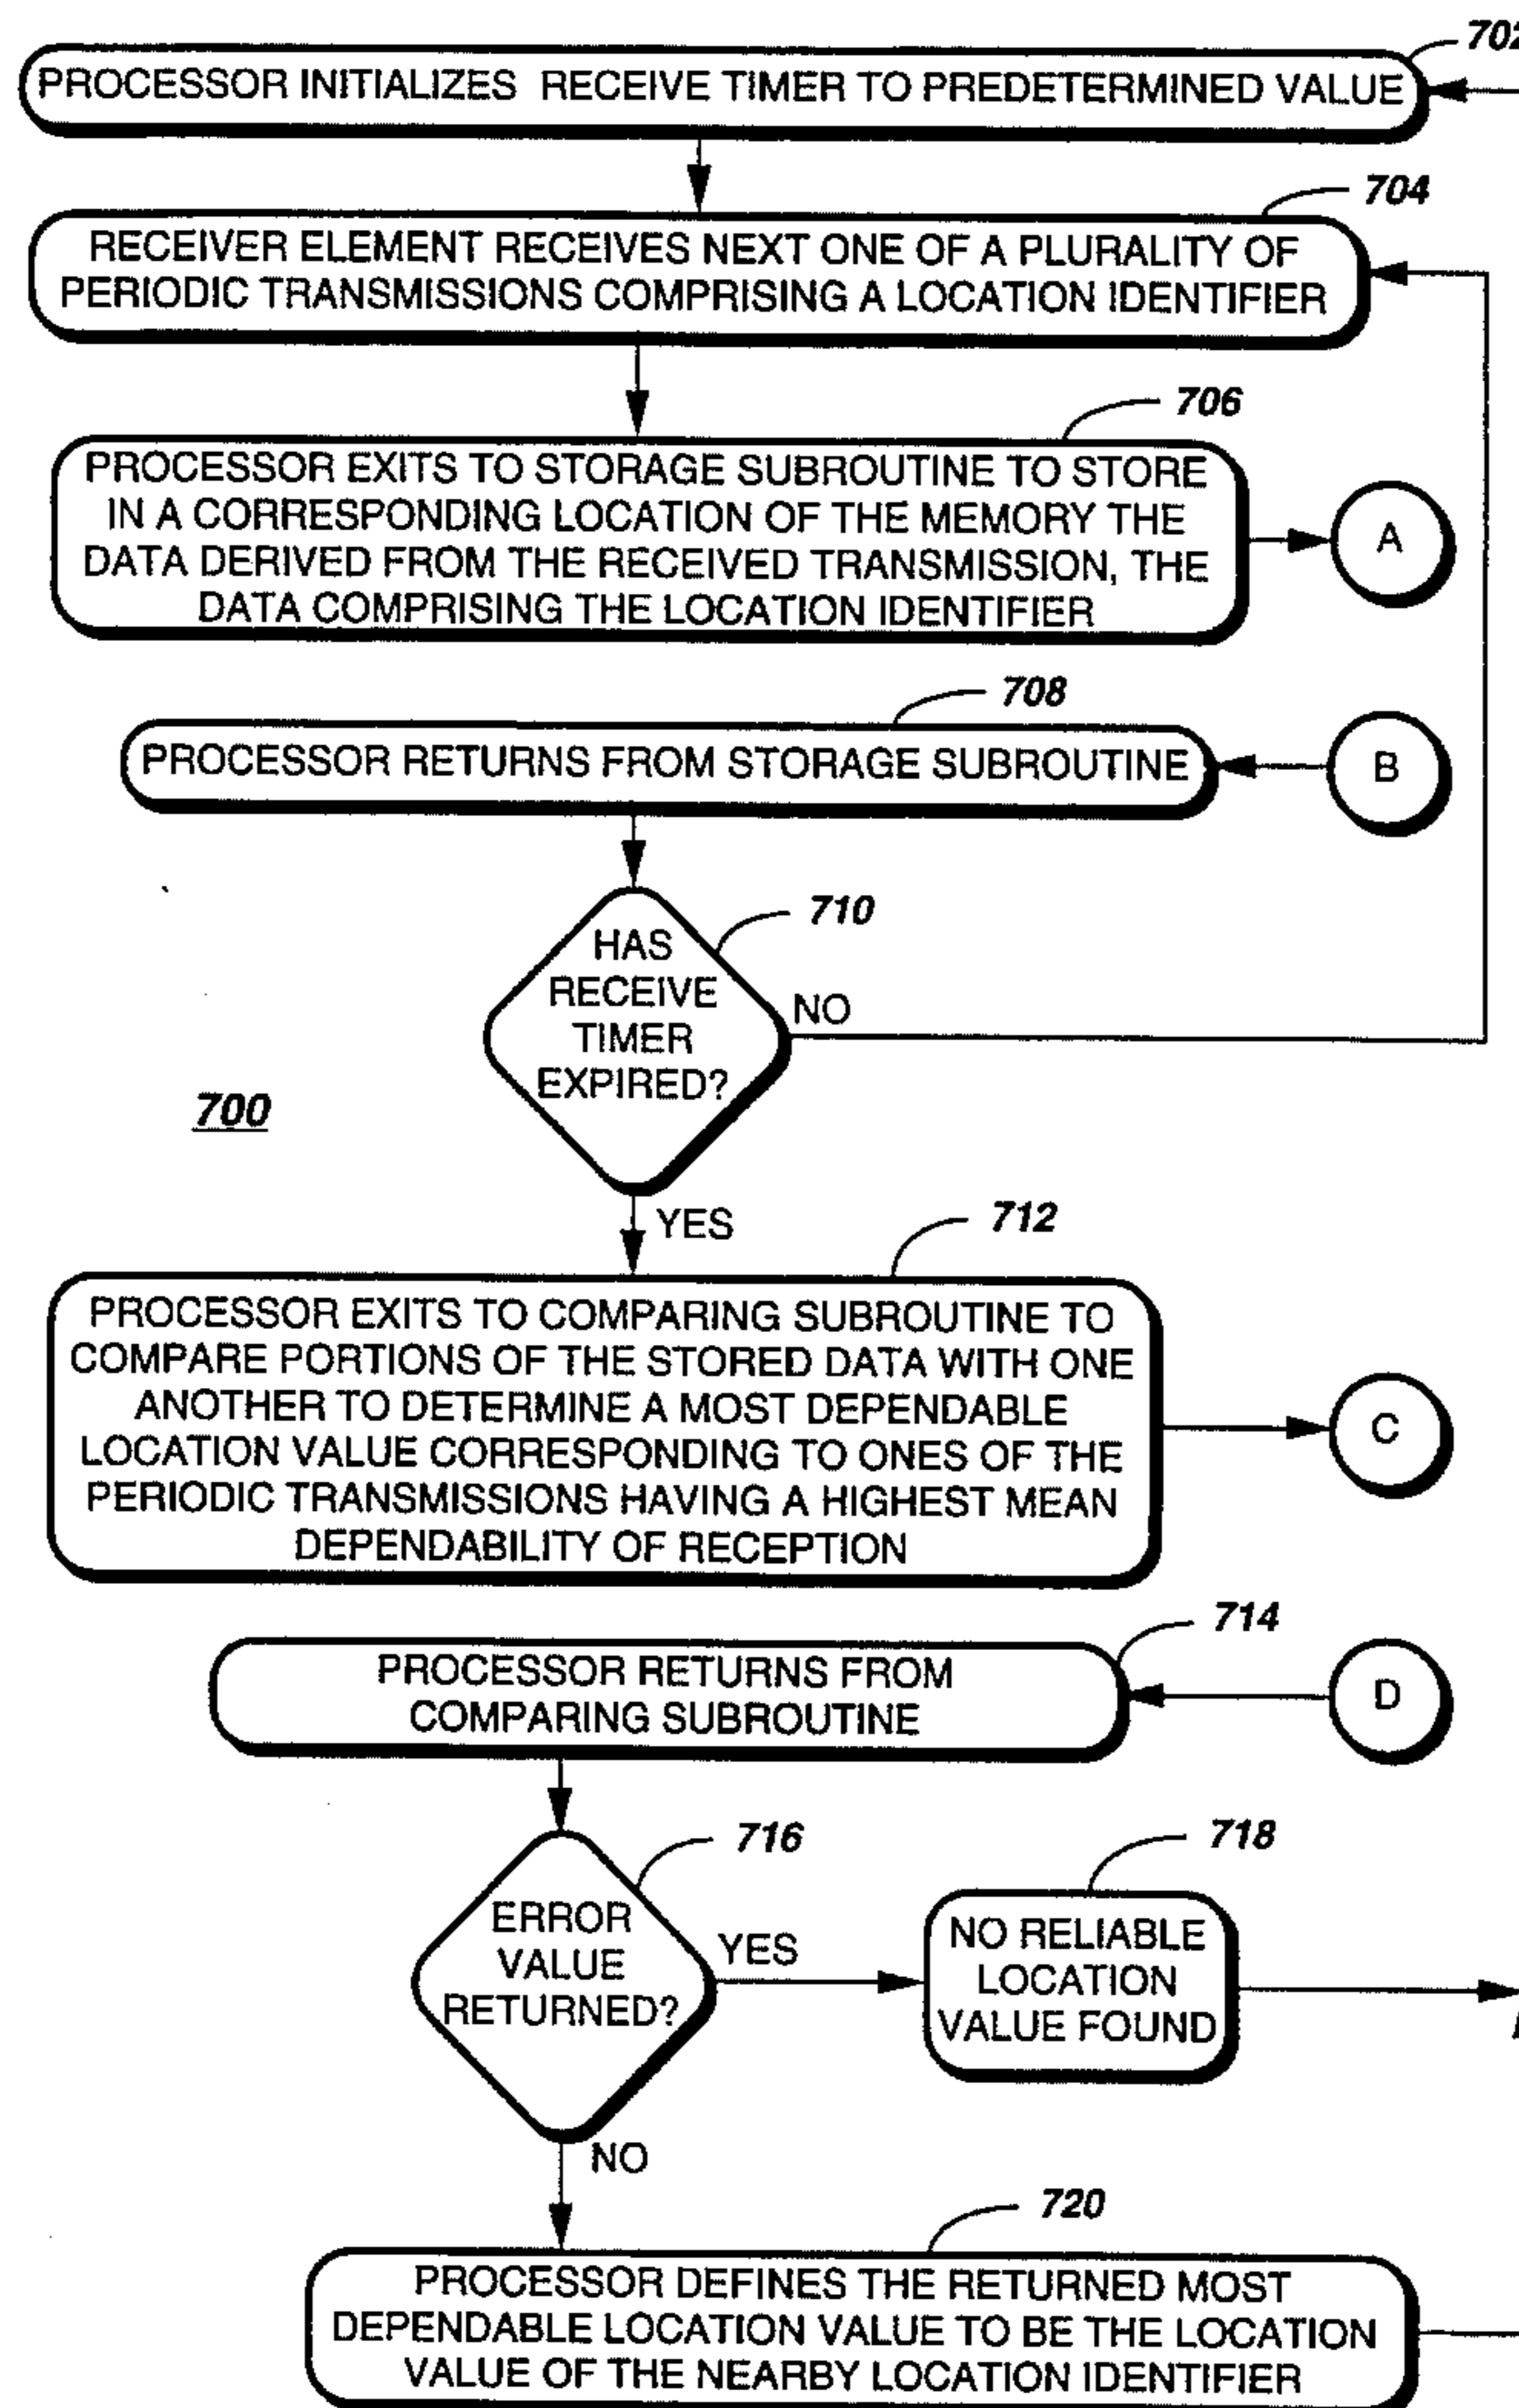 702
PROCESSOR INITIALIZES RECEIVE TIMER TO PREDETERMINED VALUE
704
RECEIVER ELEMENT RECEIVES NEXT ONE OF A PLURALITY OF
PERIODIC TRANSMISSIONS COMPRISING A LOCATION IDENTIFIER
706
PROCESSOR EXITS TO STORAGE SUBROUTINE TO STORE
IN A CORRESPONDING LOCATION OF THE MEMORY THE
DATA DERIVED FROM THE RECEIVED TRANSMISSION, THE
DATA COMPRISING THE LOCATION IDENTIFIER
A
708
PROCESSOR RETURNS FROM STORAGE SUBROUTINE
B
710
HAS
RECEIVE
TIMER
EXPIRED?
NO
700
YES
712
PROCESSOR EXITS TO COMPARING SUBROUTINE TO
COMPARE PORTIONS OF THE STORED DATA WITH ONE
ANOTHER TO DETERMINE A MOST DEPENDABLE
LOCATION VALUE CORRESPONDING TO ONES OF THE
PERIODIC TRANSMISSIONS HAVING A HIGHEST MEAN
DEPENDABILITY OF RECEPTION
C
714
PROCESSOR RETURNS FROM
COMPARING SUBROUTINE
D
716
ERROR
VALUE
RETURNED?
YES
718
NO RELIABLE
LOCATION
VALUE FOUND
NO
720
PROCESSOR DEFINES THE RETURNED MOST
DEPENDABLE LOCATION VALUE TO BE THE LOCATION
VALUE OF THE NEARBY LOCATION IDENTIFIER